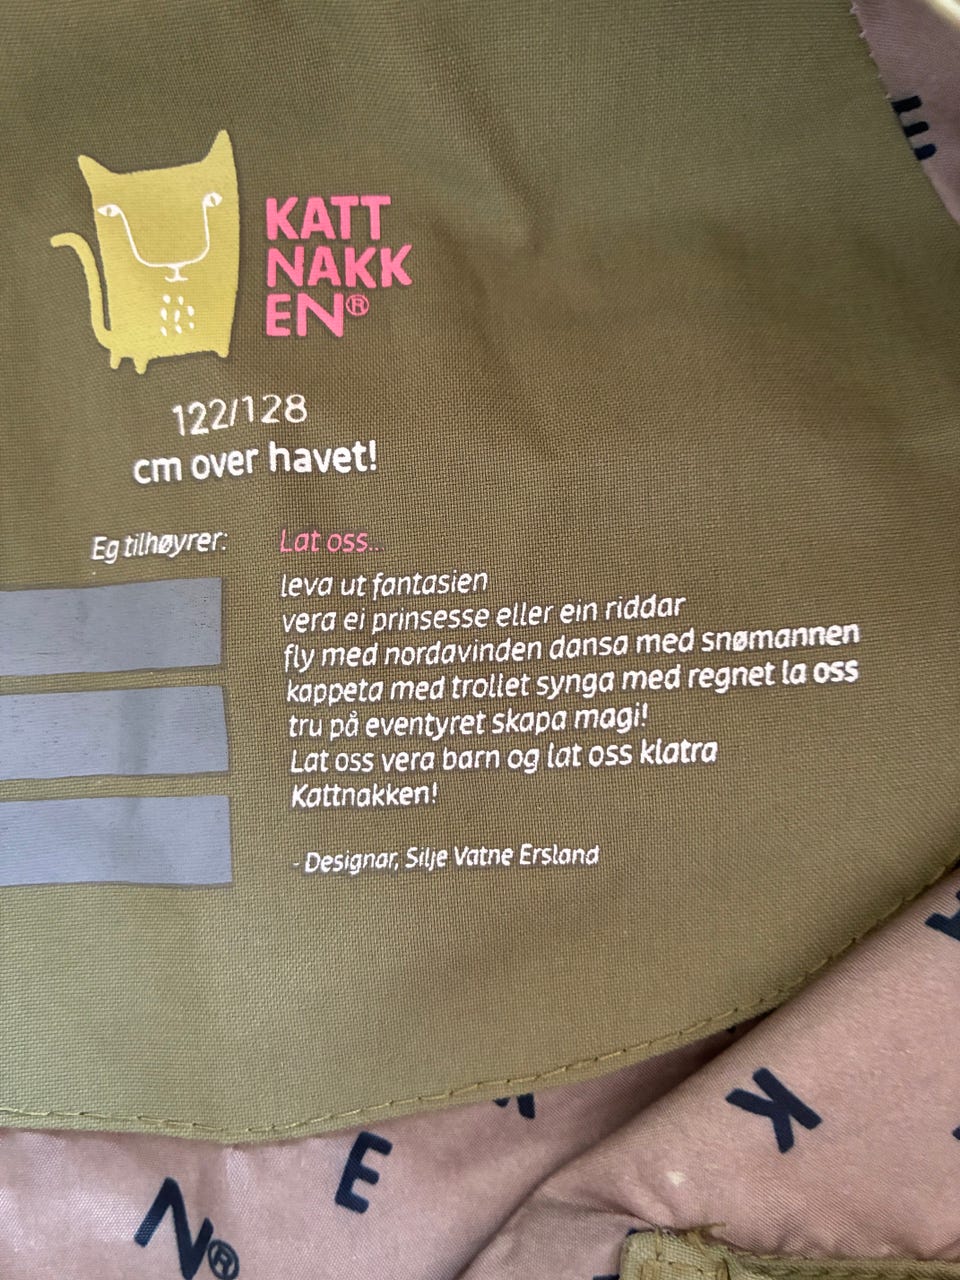 KATT
NAKK
EN®
122/128
cm over havet!
Eg tilhøyrer:
Lat oss...
leva ut fantasien
vera ei prinsesse eller ein riddar
fly med nordavinden dansa med snømannen
kappeta med trollet synga med regnet la oss
tru på eventyret skapa magi!
Lat oss vera barn og lat oss klatra
Kattnakken!
- Designar, Silje Vatne Ersland
E
K
E
N®